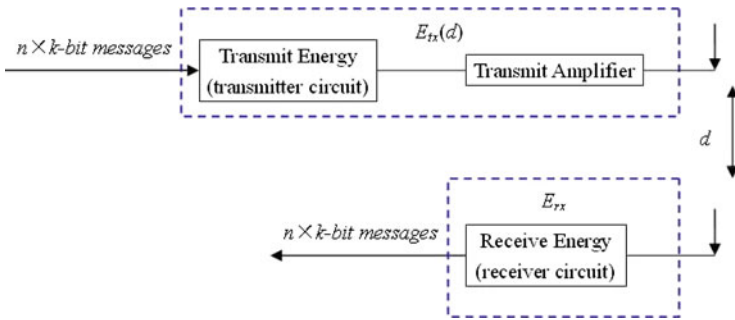 E_tx(d)
n×k-bit messages
Transmit Energy
(transmitter circuit)
Transmit Amplifier
d
E_rx
n×k-bit messages
Receive Energy
(receiver circuit)